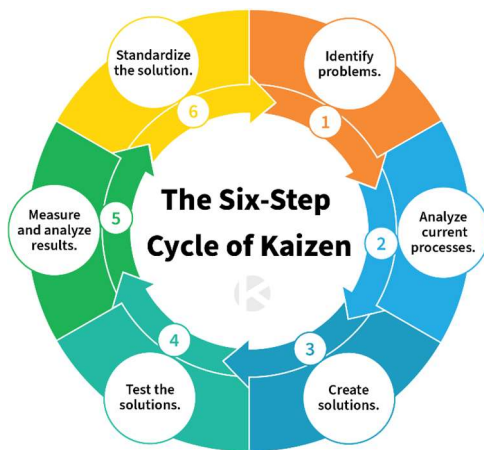 The Six-Step
Cycle of Kaizen
1
Identify
problems.
2
Analyze
current
processes.
3
Create
solutions.
4
Test the
solutions.
5
Measure
and analyze
results.
6
Standardize
the solution.
K